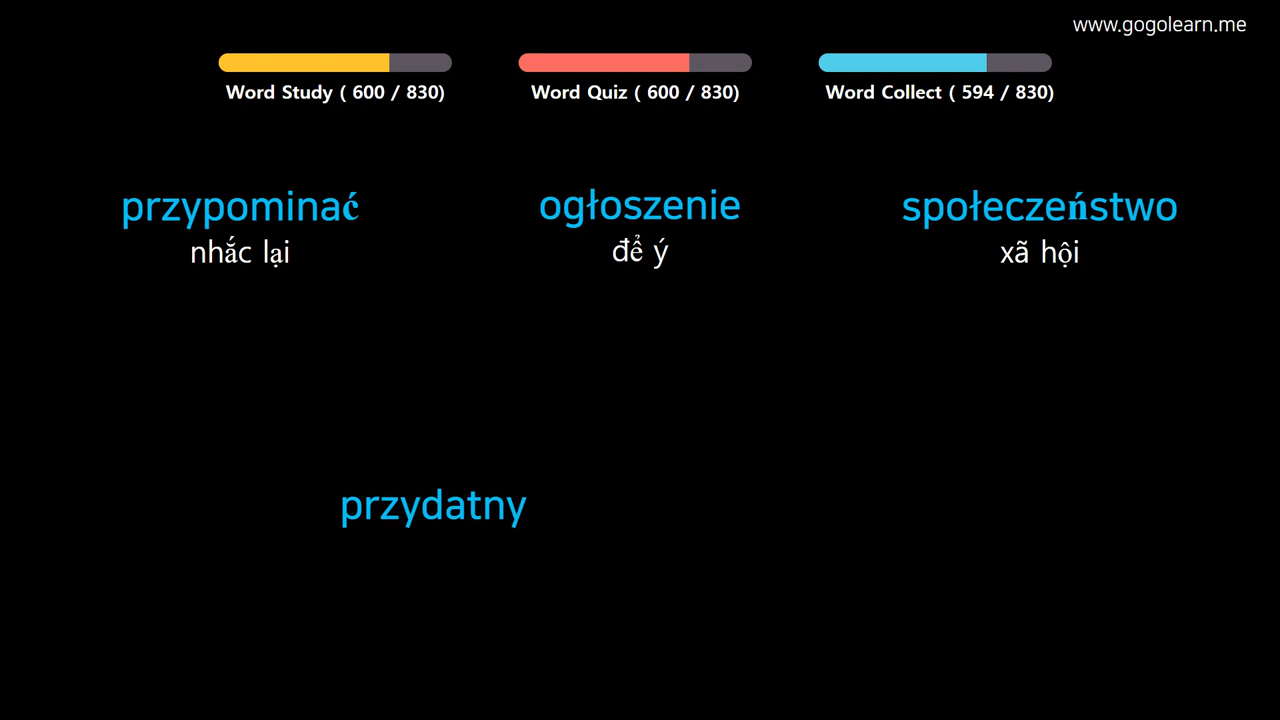 www.gogolearn.me
Word Study ( 600 / 830)
Word Quiz ( 600 / 830)
Word Collect ( 594 / 830)
przypominać
nhắc lại
ogłoszenie
để ý
społeczeństwo
xã hội
przydatny